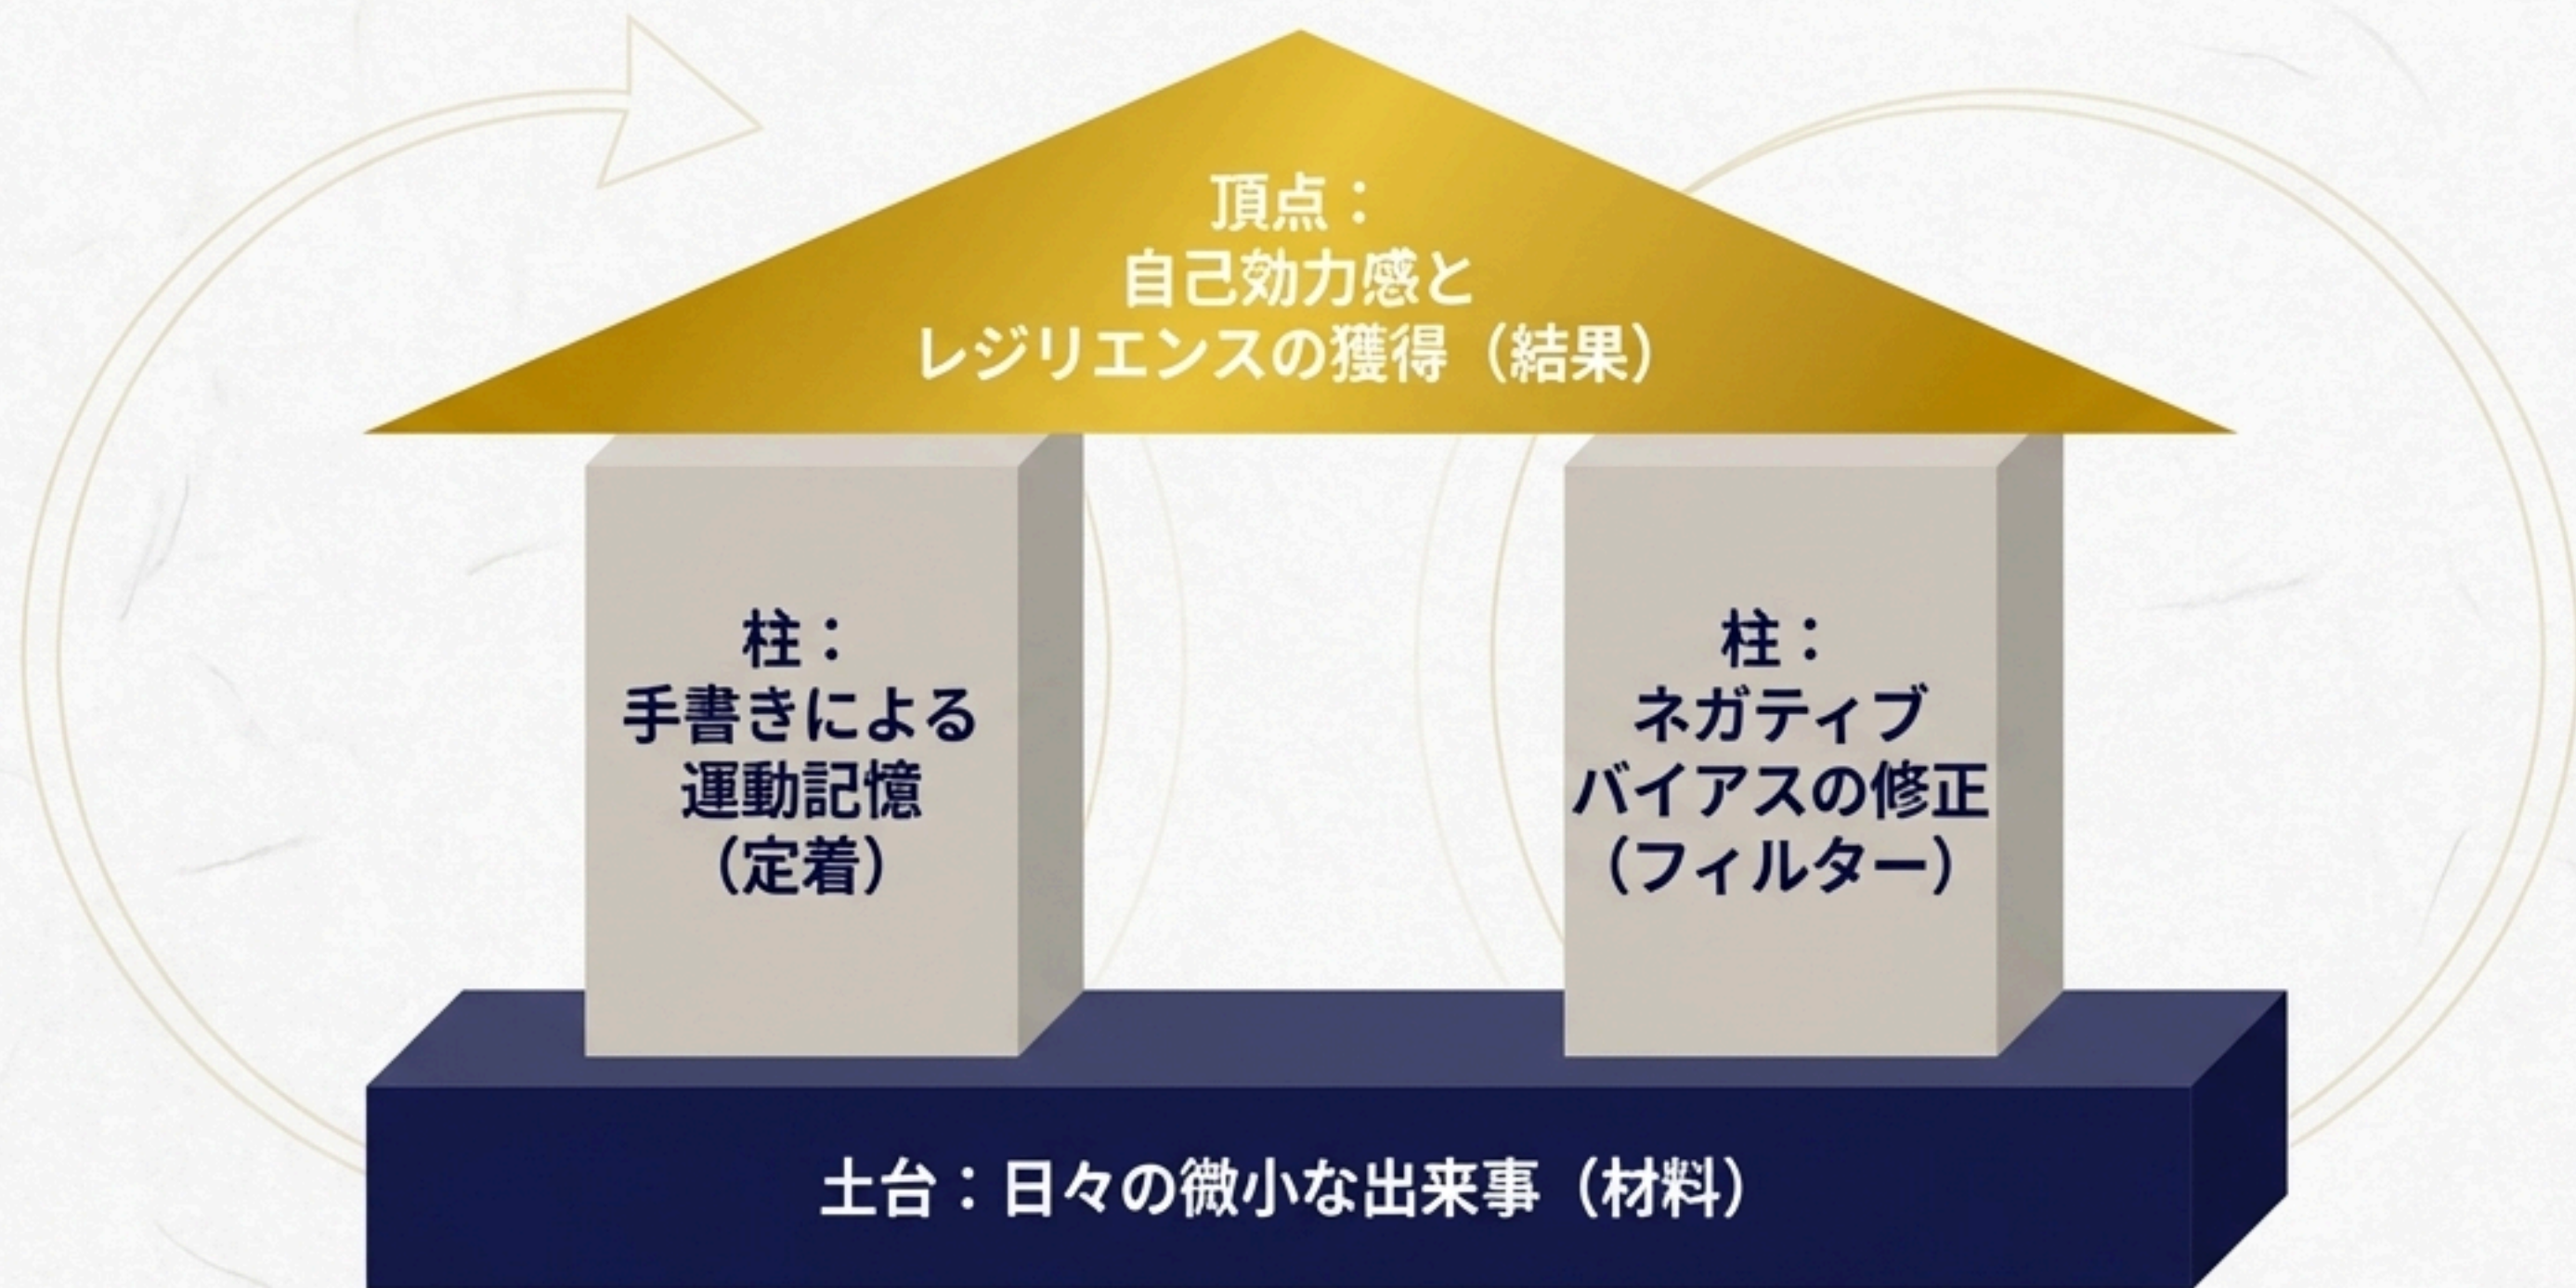 頂点：
自己効力感と
レジリエンスの獲得（結果）
柱：
手書きによる
運動記憶
（定着）
柱：
ネガティブ
バイアスの修正
（フィルター）
土台：日々の微小な出来事（材料）